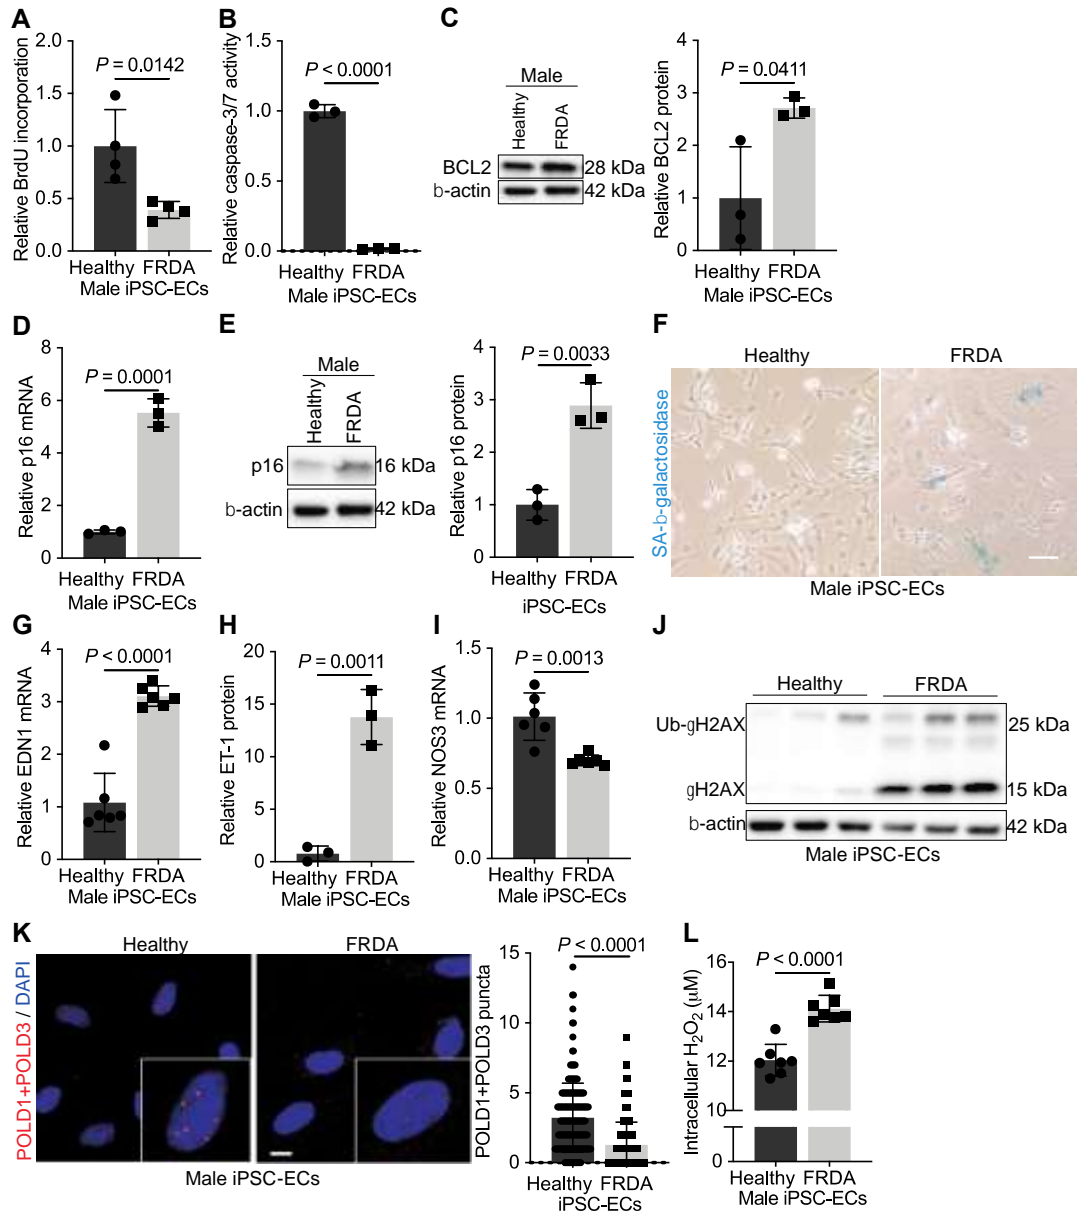 A
Relative BrdU incorporation
2.0
1.5
1.0
0.5
0.0
P = 0.0142
Healthy FRDA
Male iPSC-ECs
B
Relative caspase-3/7 activity
1.5
1.0
0.5
0.0
P < 0.0001
Healthy FRDA
Male iPSC-ECs
C
Male
Healthy
FRDA
BCL2
28 kDa
b-actin
42 kDa
Relative BCL2 protein
4
3
2
1
0
P = 0.0411
Healthy FRDA
Male iPSC-ECs
D
Relative p16 mRNA
8
6
4
2
0
P = 0.0001
Healthy FRDA
Male iPSC-ECs
E
Male
Healthy
FRDA
p16
16 kDa
b-actin
42 kDa
Relative p16 protein
4
3
2
1
0
P = 0.0033
Healthy FRDA
iPSC-ECs
F
Healthy
FRDA
SA-b-galactosidase
Male iPSC-ECs
G
Relative EDN1 mRNA
4
3
2
1
0
P < 0.0001
Healthy FRDA
Male iPSC-ECs
H
Relative ET-1 protein
20
15
10
5
0
P = 0.0011
Healthy FRDA
Male iPSC-ECs
I
Relative NOS3 mRNA
1.5
1.0
0.5
0.0
P = 0.0013
Healthy FRDA
Male iPSC-ECs
J
Healthy
FRDA
Ub-gH2AX
25 kDa
gH2AX
15 kDa
b-actin
42 kDa
Male iPSC-ECs
K
Healthy
FRDA
POLD1+POLD3 / DAPI
Male iPSC-ECs
POLD1+POLD3 puncta
15
10
5
0
P < 0.0001
Healthy FRDA
iPSC-ECs
L
Intracellular H₂O₂ (µM)
16
14
12
10
0
P < 0.0001
Healthy FRDA
Male iPSC-ECs